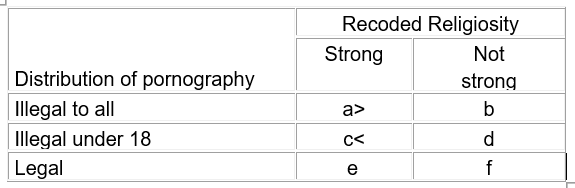 Recoded Religiosity
Strong Not
strong
Distribution of pornography
Illegal to all a> b
Illegal under 18 c< d
Legal e f